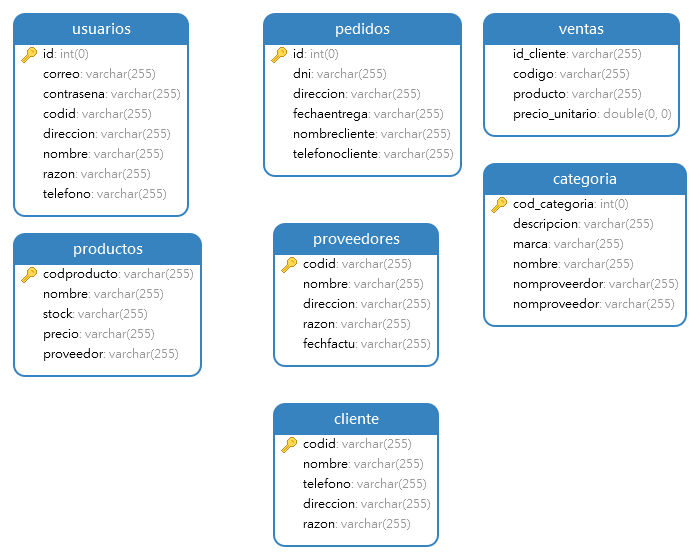 usuarios
id: int(0)
correo: varchar(255)
contrasena: varchar(255)
codid: varchar(255)
direccion: varchar(255)
nombre: varchar(255)
razon: varchar(255)
telefono: varchar(255)
pedidos
id: int(0)
dni: varchar(255)
direccion: varchar(255)
fechaentrega: varchar(255)
nombrecliente: varchar(255)
telefonocliente: varchar(255)
ventas
id_cliente: varchar(255)
codigo: varchar(255)
producto: varchar(255)
precio_unitario: double(0, 0)
categoria
cod_categoria: int(0)
descripcion: varchar(255)
marca: varchar(255)
nombre: varchar(255)
nomproveerdor: varchar(255)
nomproveedor: varchar(255)
productos
codproducto: varchar(255)
nombre: varchar(255)
stock: varchar(255)
precio: varchar(255)
proveedor: varchar(255)
proveedores
codid: varchar(255)
nombre: varchar(255)
direccion: varchar(255)
razon: varchar(255)
fechfactu: varchar(255)
cliente
codid: varchar(255)
nombre: varchar(255)
telefono: varchar(255)
direccion: varchar(255)
razon: varchar(255)